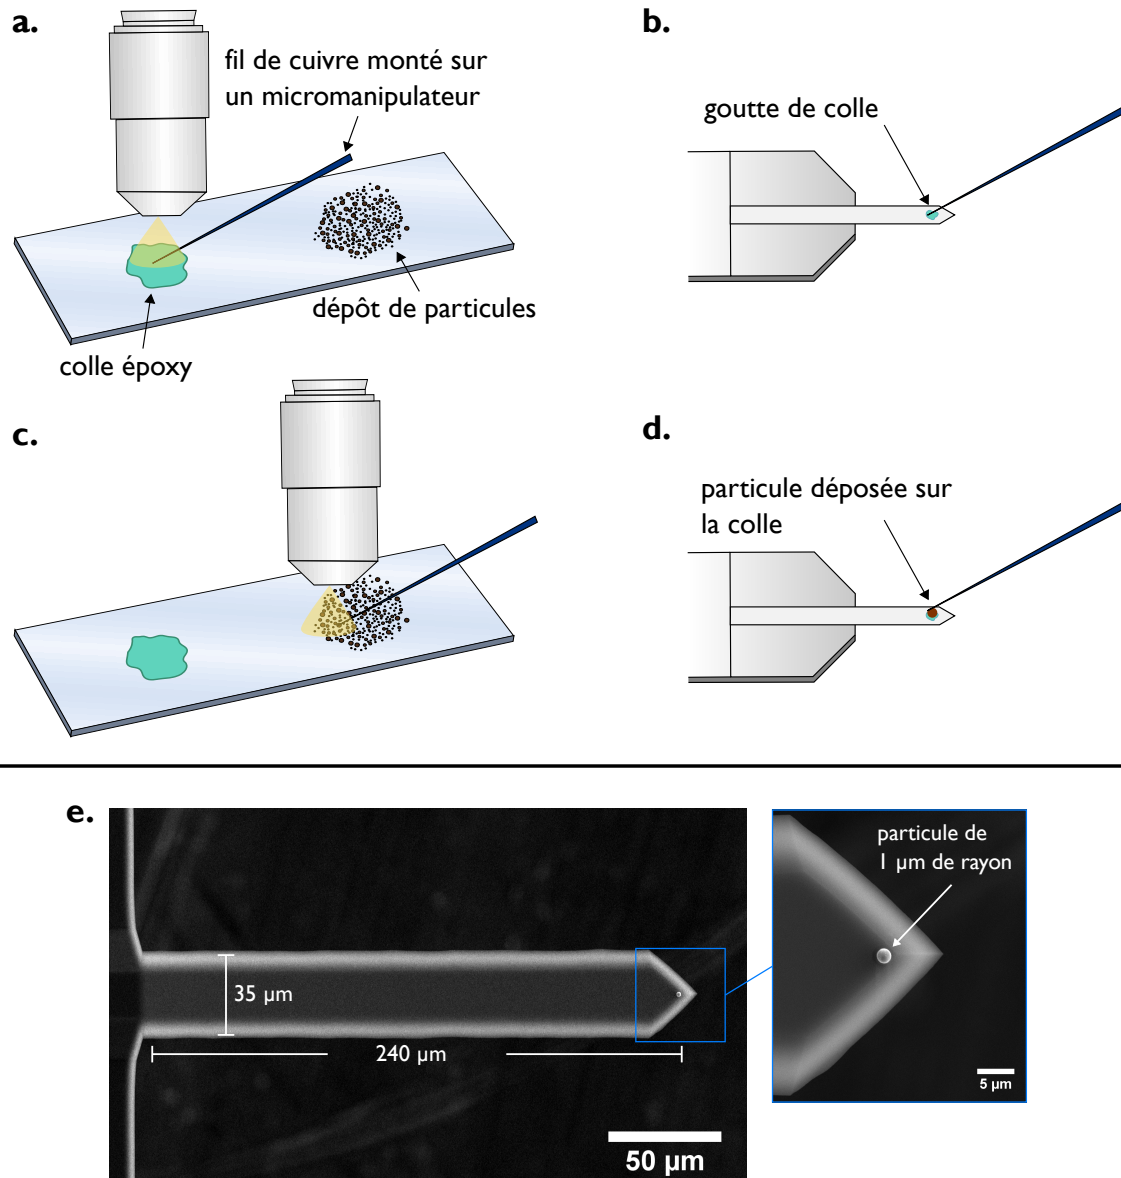 a.
fil de cuivre monté sur
un micromanipulateur
dépôt de particules
colle époxy
b.
goutte de colle
c.
d.
particule déposée sur
la colle
e.
35 µm
240 µm
50 µm
particule de
1 µm de rayon
5 µm